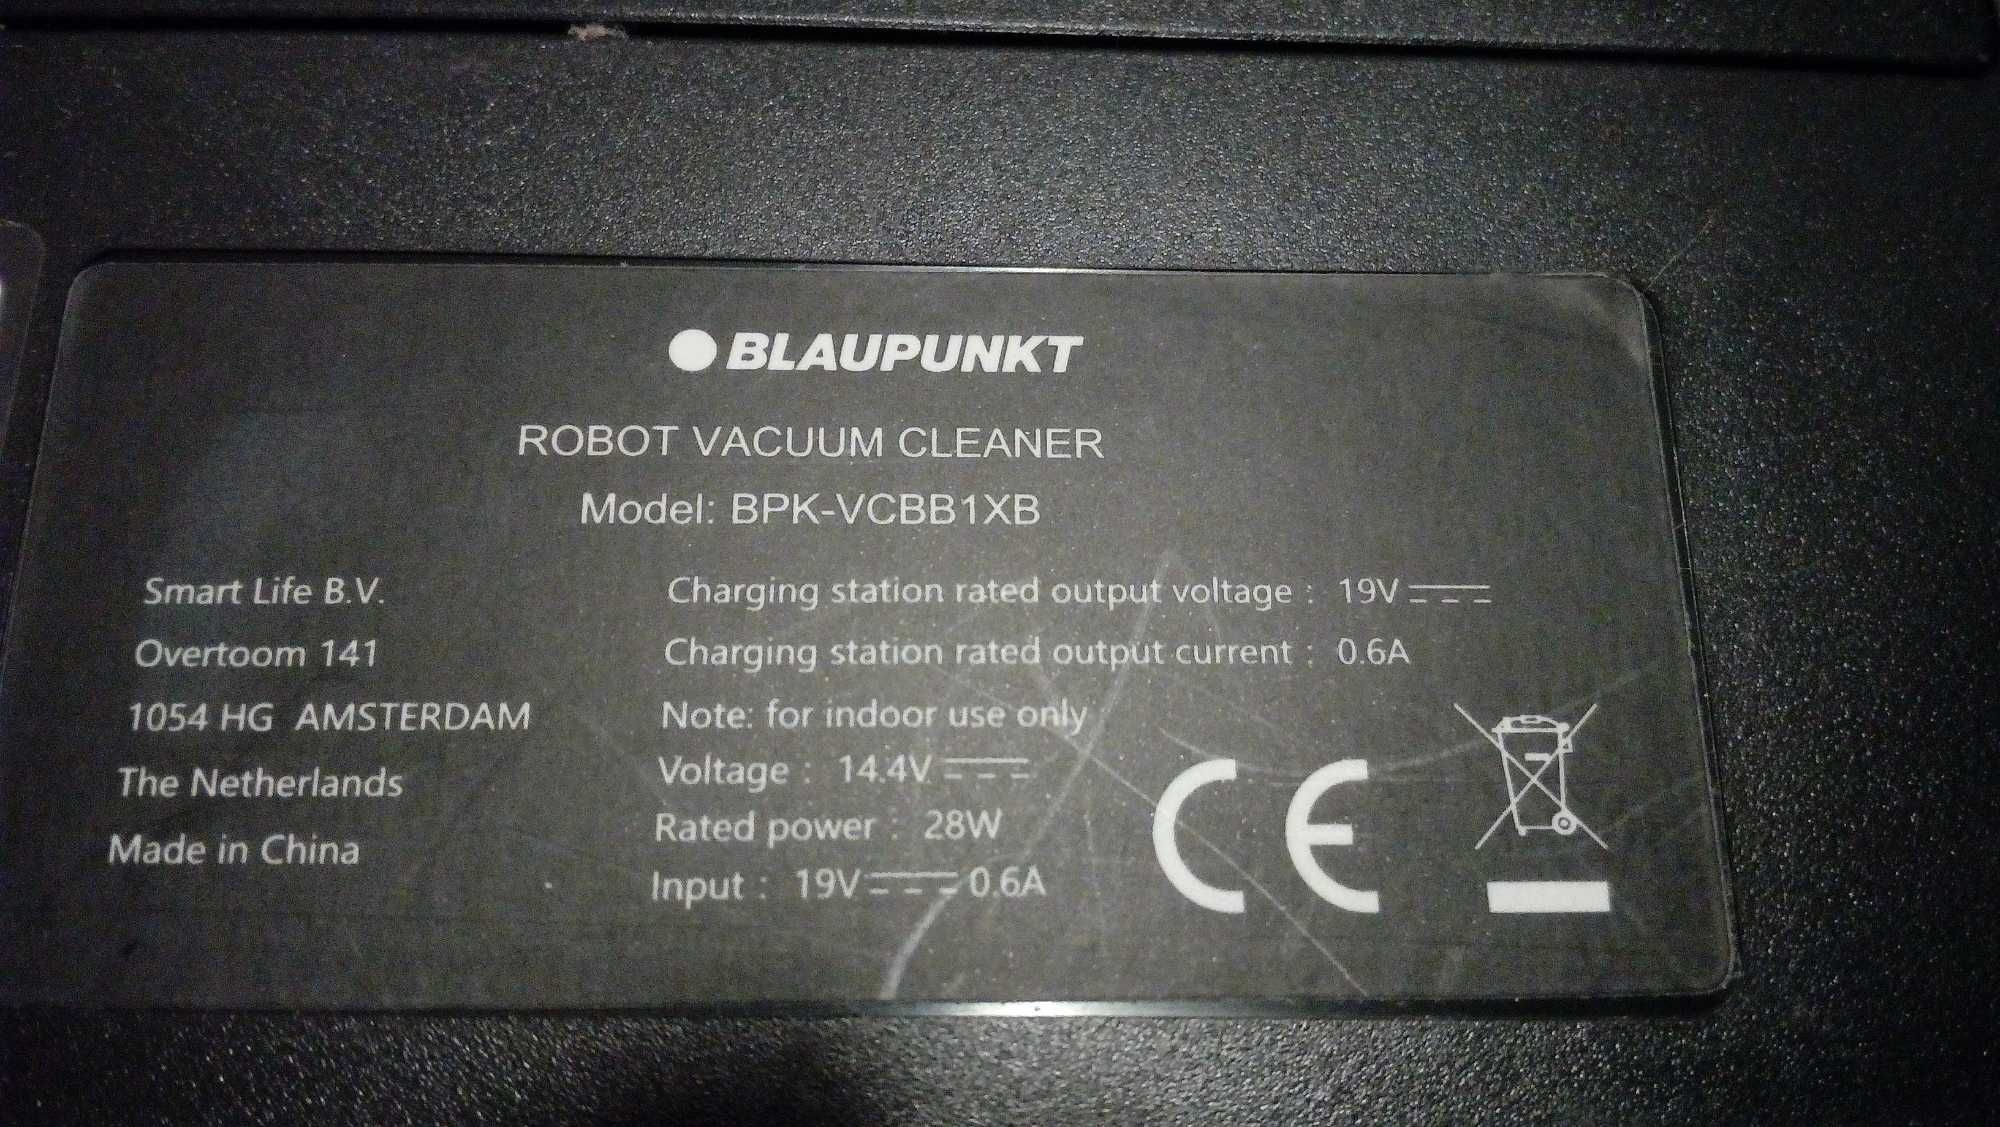 BLAUPUNKT
ROBOT VACUUM CLEANER
Model: BPK-VCBB1XB
Smart Life B.V.
Overtoom 141
1054 HG AMSTERDAM
The Netherlands
Made in China
Charging station rated output voltage : 19V
Charging station rated output current : 0.6A
Note: for indoor use only
Voltage : 14.4V
Rated power : 28W
Input : 19V 0.6A
CE